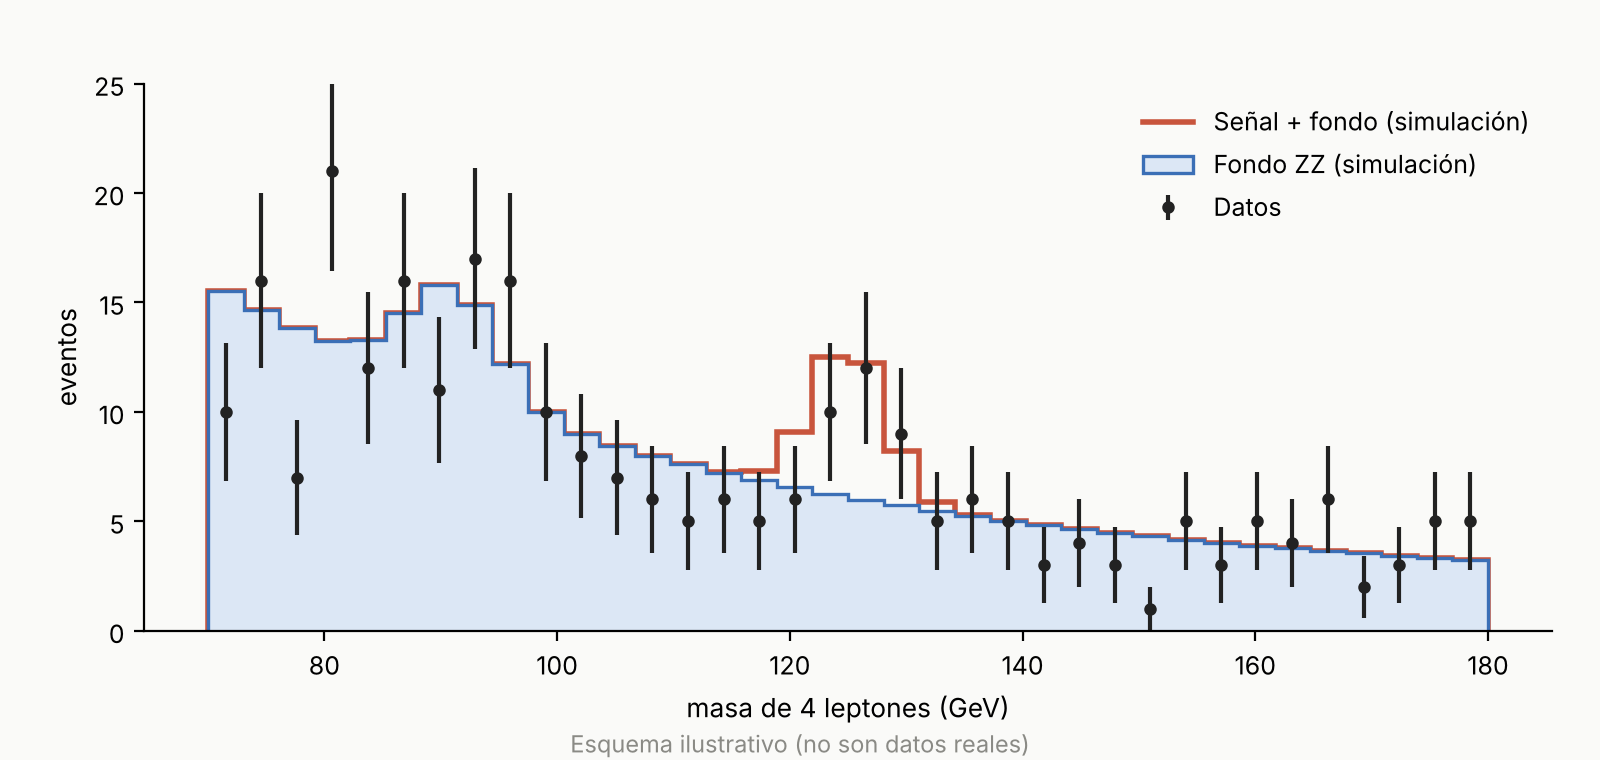 25
20
15
10
5
0
eventos
Señal + fondo (simulación)
Fondo ZZ (simulación)
Datos
80 100 120 140 160 180
masa de 4 leptones (GeV)
Esquema ilustrativo (no son datos reales)